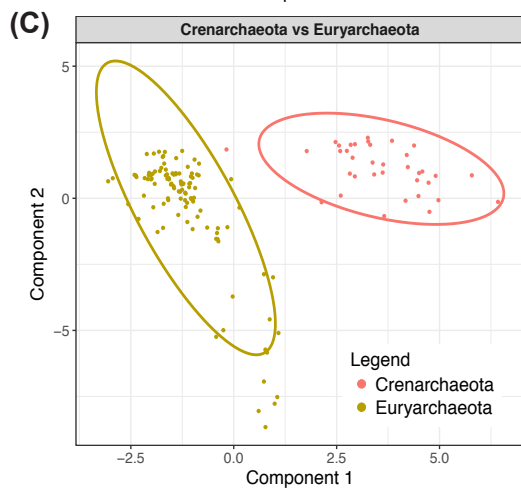 (C)
Crenarchaeota vs Euryarchaeota
5
0
−5
Component 2
Legend
Crenarchaeota
Euryarchaeota
−2.5 0.0 2.5 5.0
Component 1